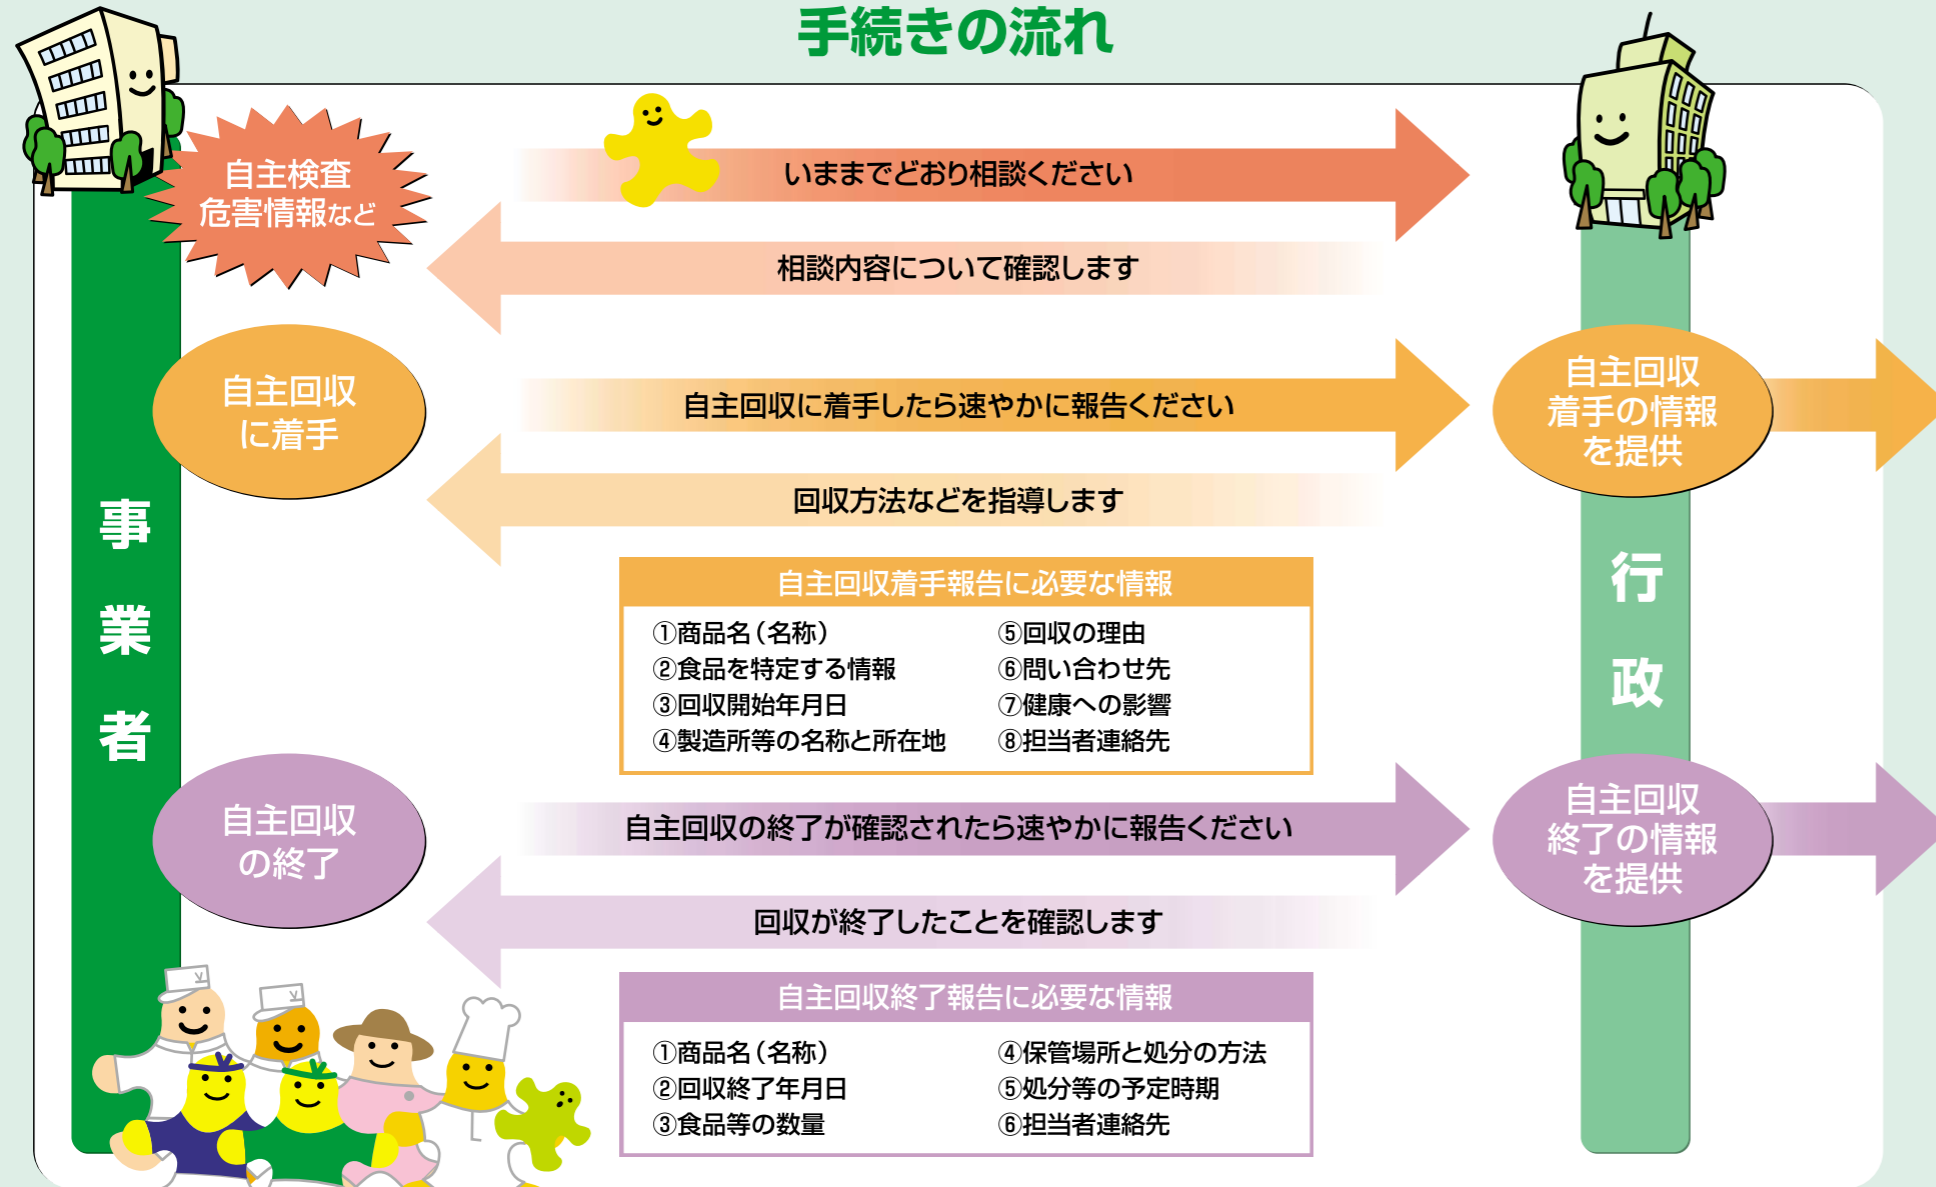 手続きの流れ
自主検査
危害情報など
いままでどおり相談ください
相談内容について確認します
自主回収
に着手
自主回収に着手したら速やかに報告ください
自主回収
着手の情報
を提供
回収方法などを指導します
事業者
行政
自主回収着手報告に必要な情報
①商品名（名称）
②食品を特定する情報
③回収開始年月日
④製造所等の名称と所在地
⑤回収の理由
⑥問い合わせ先
⑦健康への影響
⑧担当者連絡先
自主回収
の終了
自主回収の終了が確認されたら速やかに報告ください
自主回収
終了の情報
を提供
回収が終了したことを確認します
自主回収終了報告に必要な情報
①商品名（名称）
②回収終了年月日
③食品等の数量
④保管場所と処分の方法
⑤処分等の予定時期
⑥担当者連絡先